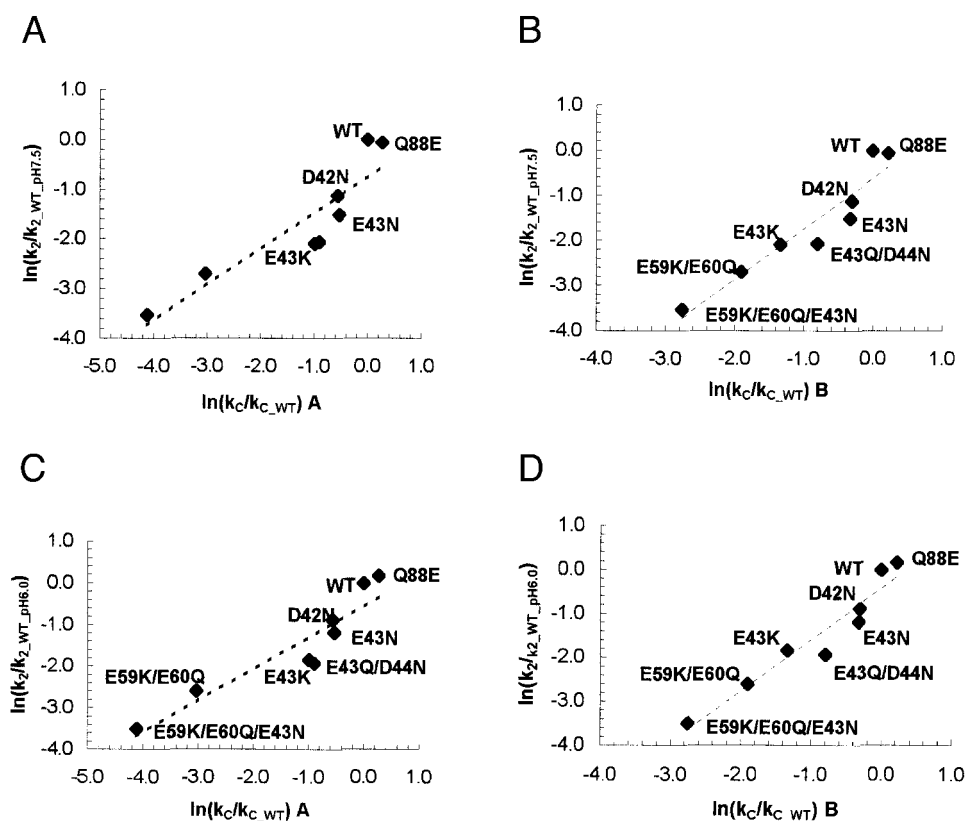 A
B
1.0
0.0
-1.0
-2.0
-3.0
-4.0
ln(k2/k2_WT_pH7.5)
WT
Q88E
D42N
E43N
E43K
-5.0 -4.0 -3.0 -2.0 -1.0 0.0 1.0
ln(kC/kC_WT) A
1.0
0.0
-1.0
-2.0
-3.0
-4.0
ln(k2/k2_WT_pH7.5)
WT
Q88E
D42N
E43N
E43K
E43Q/D44N
E59K/E60Q
E59K/E60Q/E43N
-4.0 -3.0 -2.0 -1.0 0.0 1.0
ln(kC/kC_WT) B
C
D
1.0
0.0
-1.0
-2.0
-3.0
-4.0
ln(k2/k2_WT_pH6.0)
WT
Q88E
D42N
E43N
E43K
E43Q/D44N
E59K/E60Q
E59K/E60Q/E43N
-5.0 -4.0 -3.0 -2.0 -1.0 0.0 1.0
ln(kC/kC_WT) A
1.0
0.0
-1.0
-2.0
-3.0
-4.0
ln(k2/k2_WT_pH6.0)
WT
Q88E
D42N
E43N
E43K
E43Q/D44N
E59K/E60Q
E59K/E60Q/E43N
-4.0 -3.0 -2.0 -1.0 0.0 1.0
ln(kC/kC_WT) B